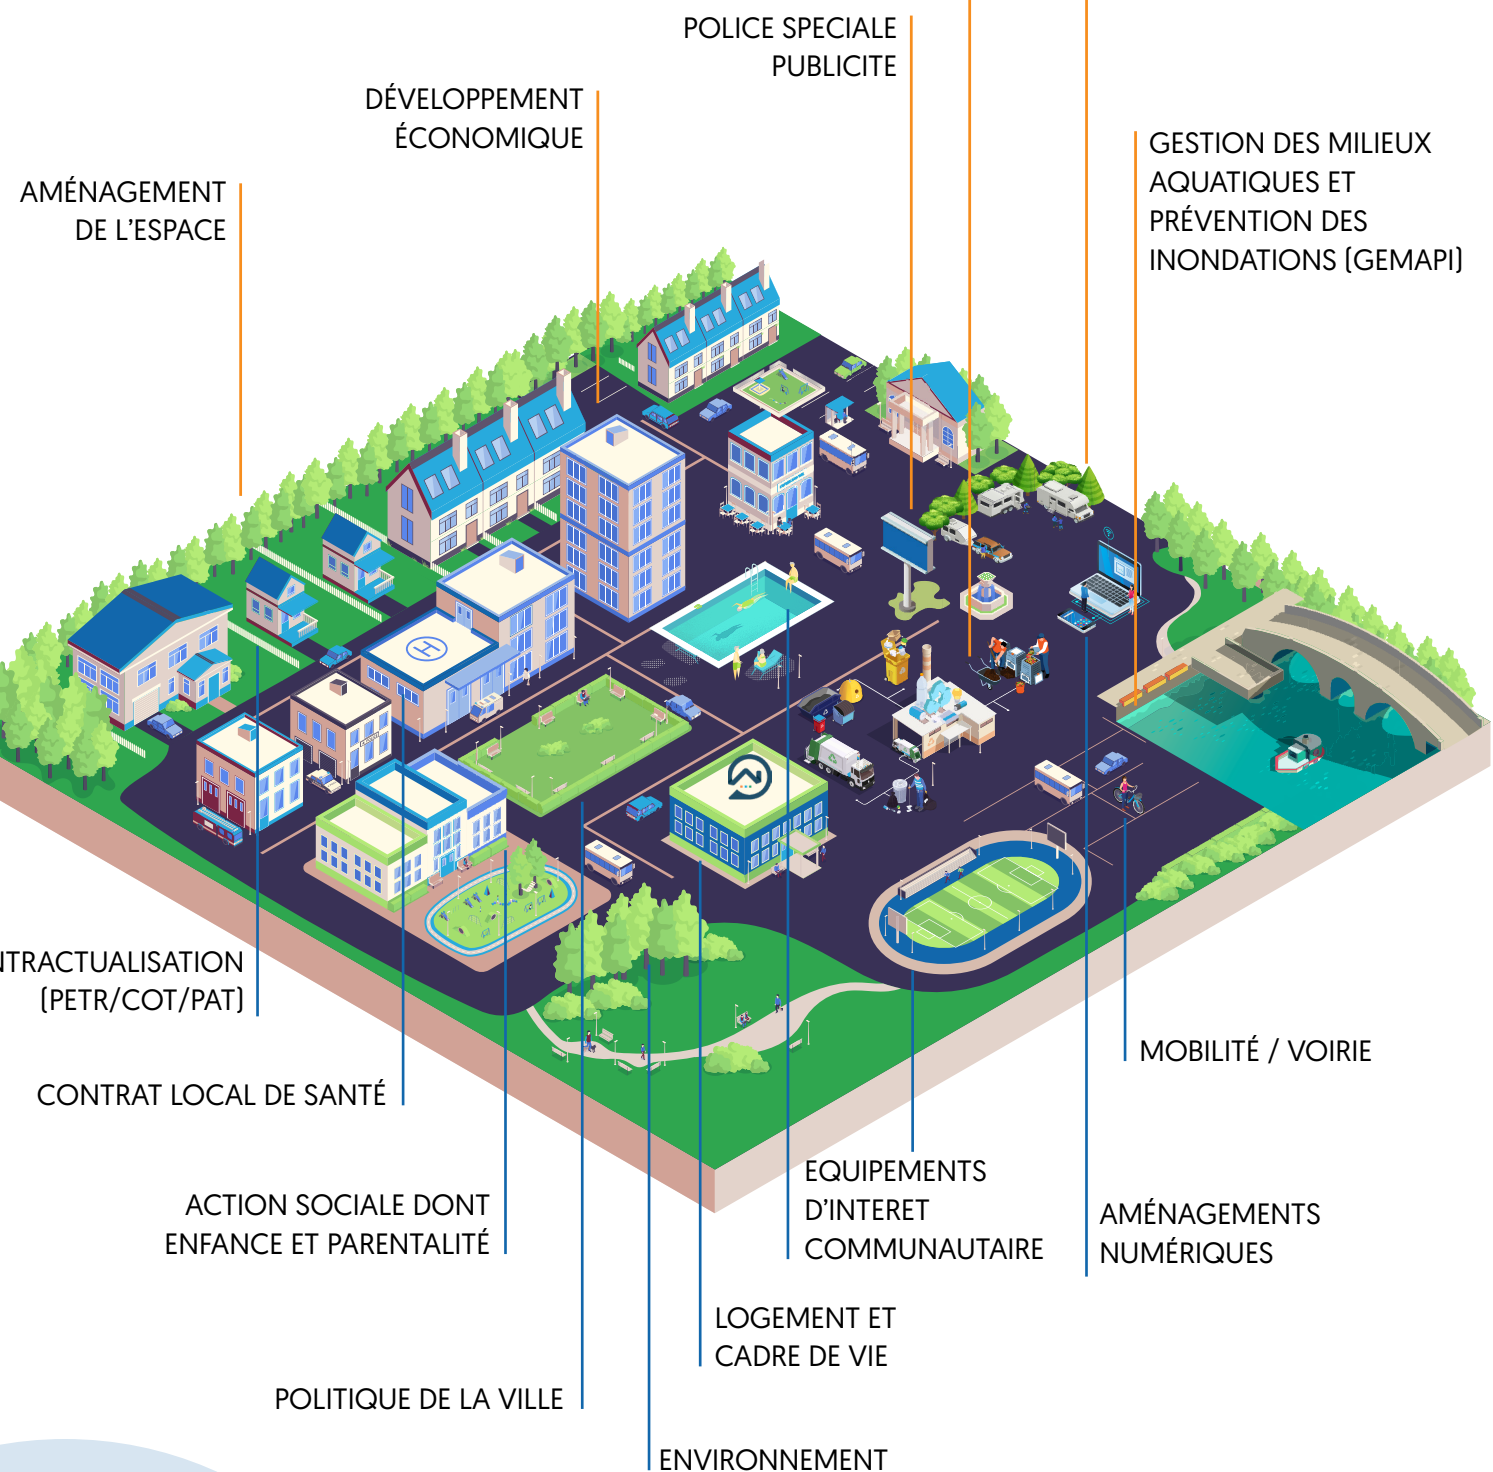 POLICE SPECIALE
PUBLICITE
DÉVELOPPEMENT
ÉCONOMIQUE
GESTION DES MILIEUX
AQUATIQUES ET
PRÉVENTION DES
INONDATIONS (GEMAPI)
AMÉNAGEMENT
DE L'ESPACE
NTRACTUALISATION
(PETR/COT/PAT)
MOBILITÉ / VOIRIE
CONTRAT LOCAL DE SANTÉ
EQUIPEMENTS
D'INTERET
COMMUNAUTAIRE
ACTION SOCIALE DONT
ENFANCE ET PARENTALITÉ
AMÉNAGEMENTS
NUMÉRIQUES
LOGEMENT ET
CADRE DE VIE
POLITIQUE DE LA VILLE
ENVIRONNEMENT